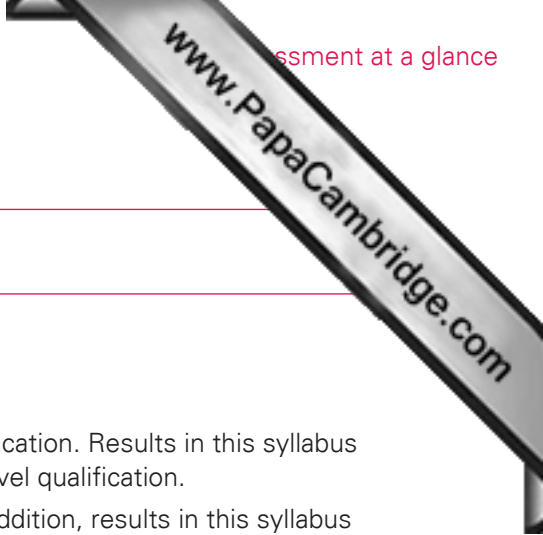 ssment at a glance
www.PapaCambridge.com
cation. Results in this syllabus
vel qualification.
ddition, results in this syllabus